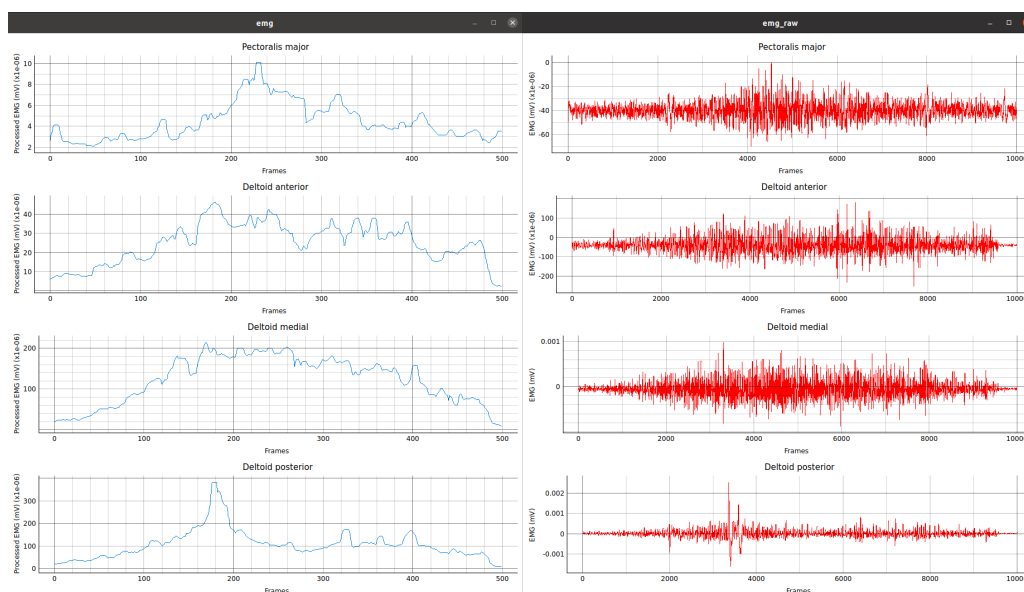 emg
Pectoralis major
Processed EMG (mV) (x1e-06)
10
8
6
4
2
0
100
200
300
400
500
Frames
Deltoid anterior
Processed EMG (mV) (x1e-06)
40
30
20
10
0
100
200
300
400
500
Frames
Deltoid medial
Processed EMG (mV) (x1e-06)
200
100
0
100
200
300
400
500
Frames
Deltoid posterior
Processed EMG (mV) (x1e-06)
300
200
100
0
0
100
200
300
400
500
Frames
emg_raw
Pectoralis major
EMG (mV) (x1e-06)
0
-20
-40
-60
0
2000
4000
6000
8000
10000
Frames
Deltoid anterior
EMG (mV) (x1e-06)
100
0
-100
-200
0
2000
4000
6000
8000
10000
Frames
Deltoid medial
EMG (mV)
0.001
0
0
2000
4000
6000
8000
10000
Frames
Deltoid posterior
EMG (mV)
0.002
0.001
0
-0.001
0
2000
4000
6000
8000
1000
Frames